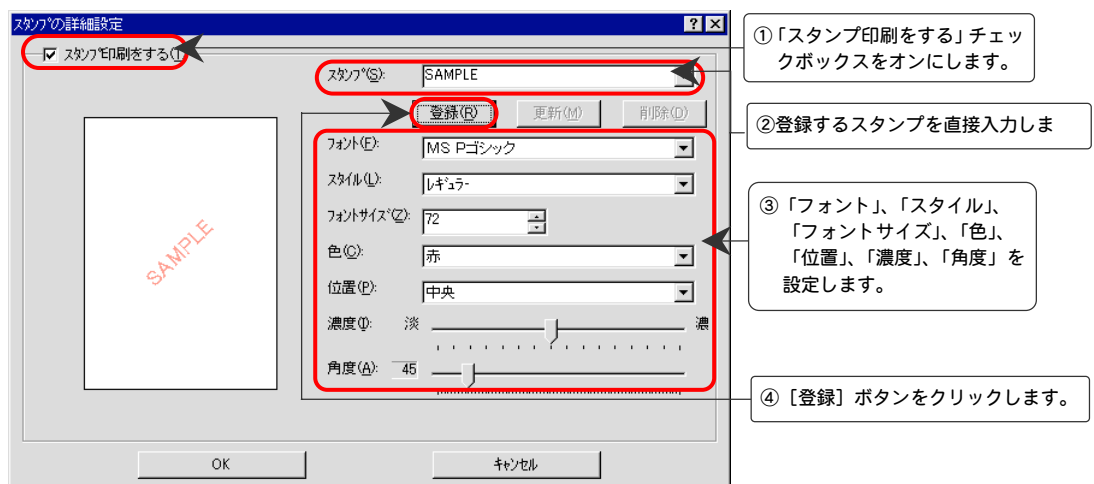 スタンプの詳細設定
スタンプ印刷をする(T)
スタンプ(S): SAMPLE
登録(R) 更新(M) 削除(D)
フォント(F): MS Pゴシック
スタイル(L): レギュラー
フォントサイズ(Z): 72
色(C): 赤
位置(P): 中央
濃度(I): 淡 濃
角度(A): 45
SAMPLE
OK キャンセル
①「スタンプ印刷をする」チェッ
クボックスをオンにします。
②登録するスタンプを直接入力しま
③「フォント」、「スタイル」、
「フォントサイズ」、「色」、
「位置」、「濃度」、「角度」を
設定します。
④［登録］ボタンをクリックします。